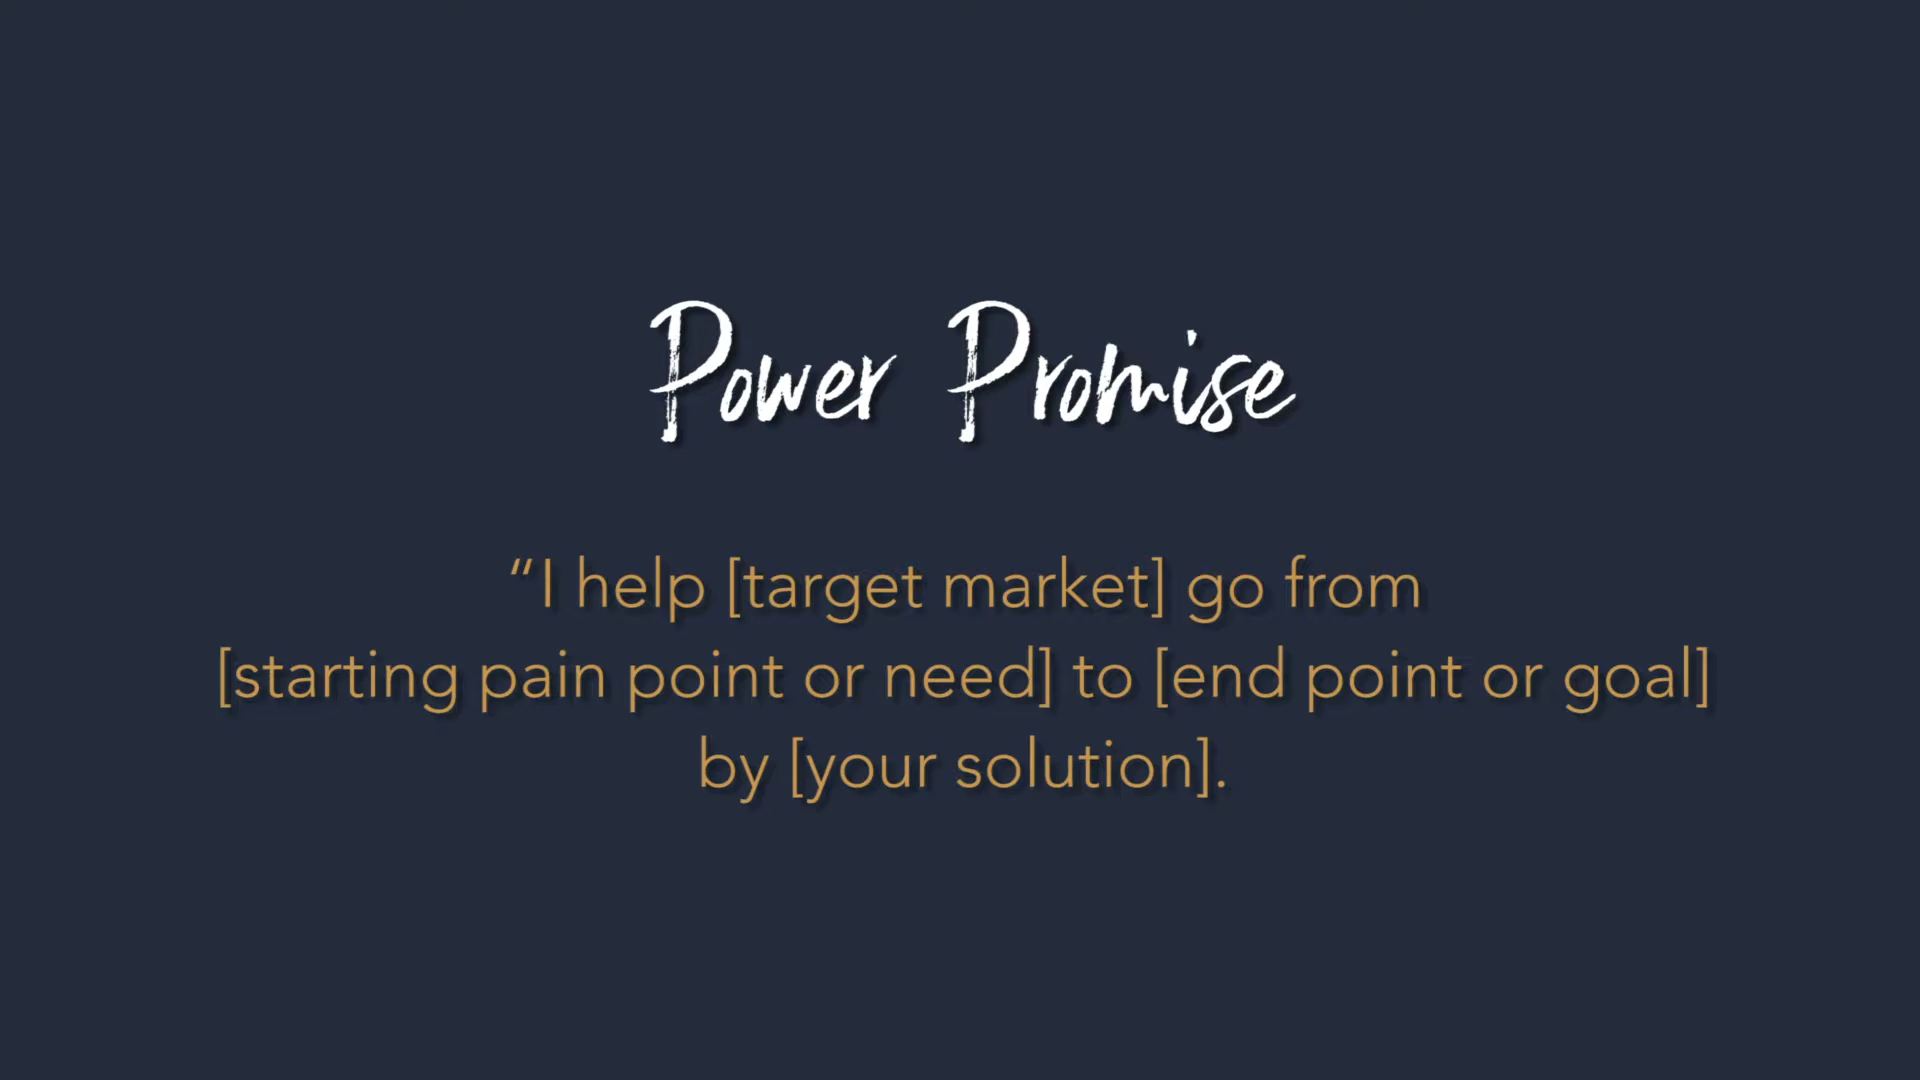 Power Promise
“I help [target market] go from
[starting pain point or need] to [end point or goal]
by [your solution].